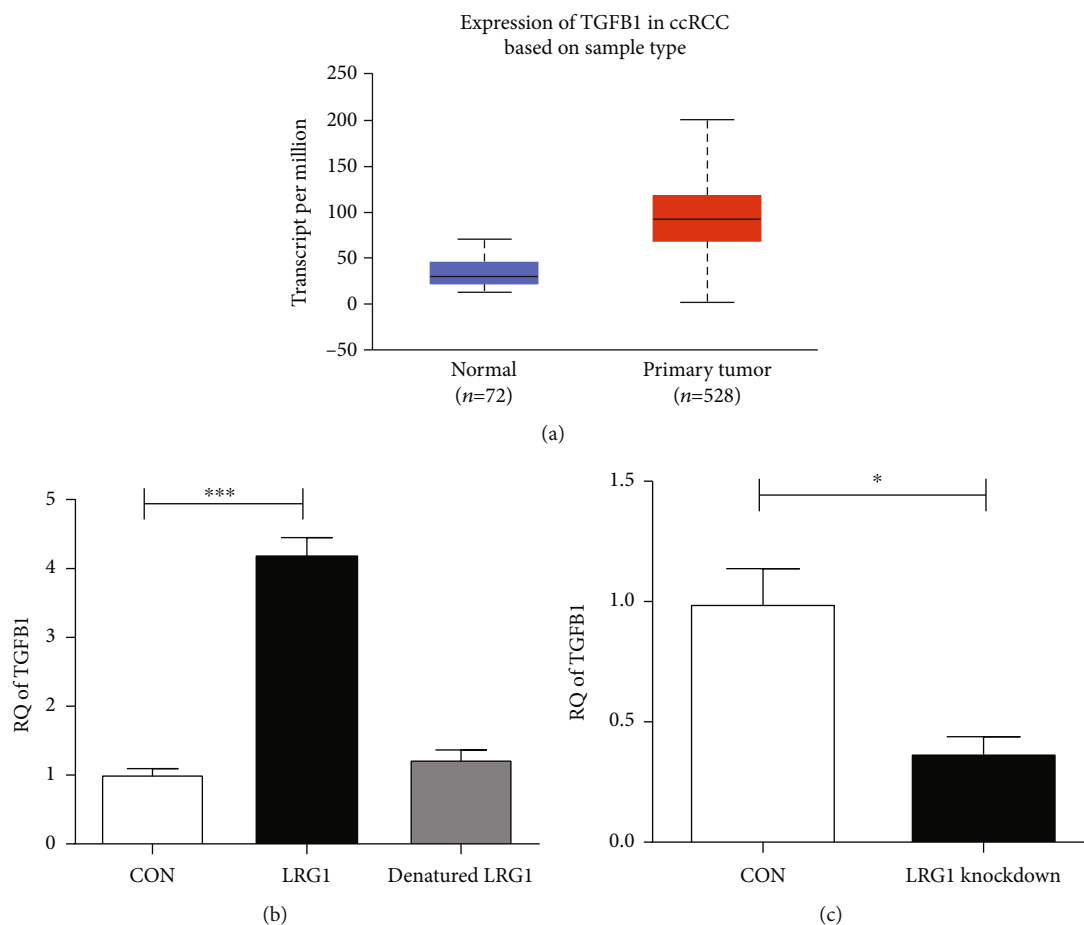 Expression of TGFB1 in ccRCC
based on sample type
Transcript per million
250
200
150
100
50
0
–50
Normal
(n=72)
Primary tumor
(n=528)
(a)
RQ of TGFB1
5
4
3
2
1
0
***
CON
LRG1
Denatured LRG1
(b)
RQ of TGFB1
1.5
1.0
0.5
0.0
*
CON
LRG1 knockdown
(c)